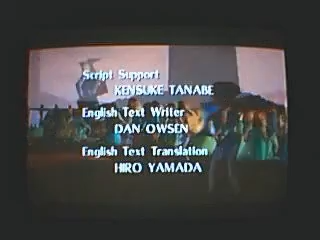 Script Support
KENSUKE TANABE
English Text Writer
DAN OWSEN
English Text Translation
HIRO YAMADA